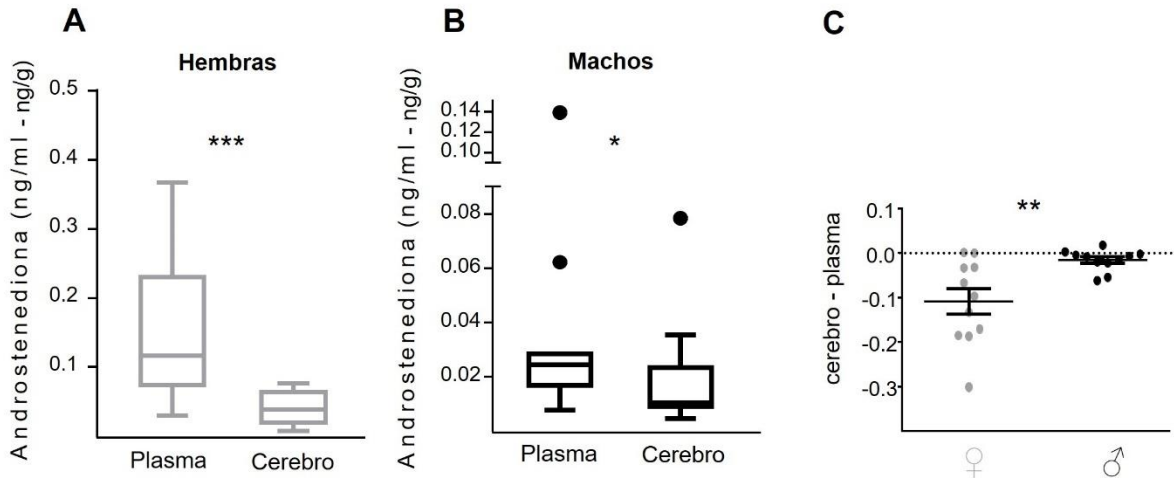 A
Hembras
Androstenediona (ng/ml - ng/g)
0.5
0.4
0.3
0.2
0.1
***
Plasma
Cerebro
B
Machos
Androstenediona (ng/ml - ng/g)
0.14
0.12
0.10
0.08
0.06
0.04
0.02
*
Plasma
Cerebro
C
cerebro - plasma
0.1
0.0
-0.1
-0.2
-0.3
**
♀
♂